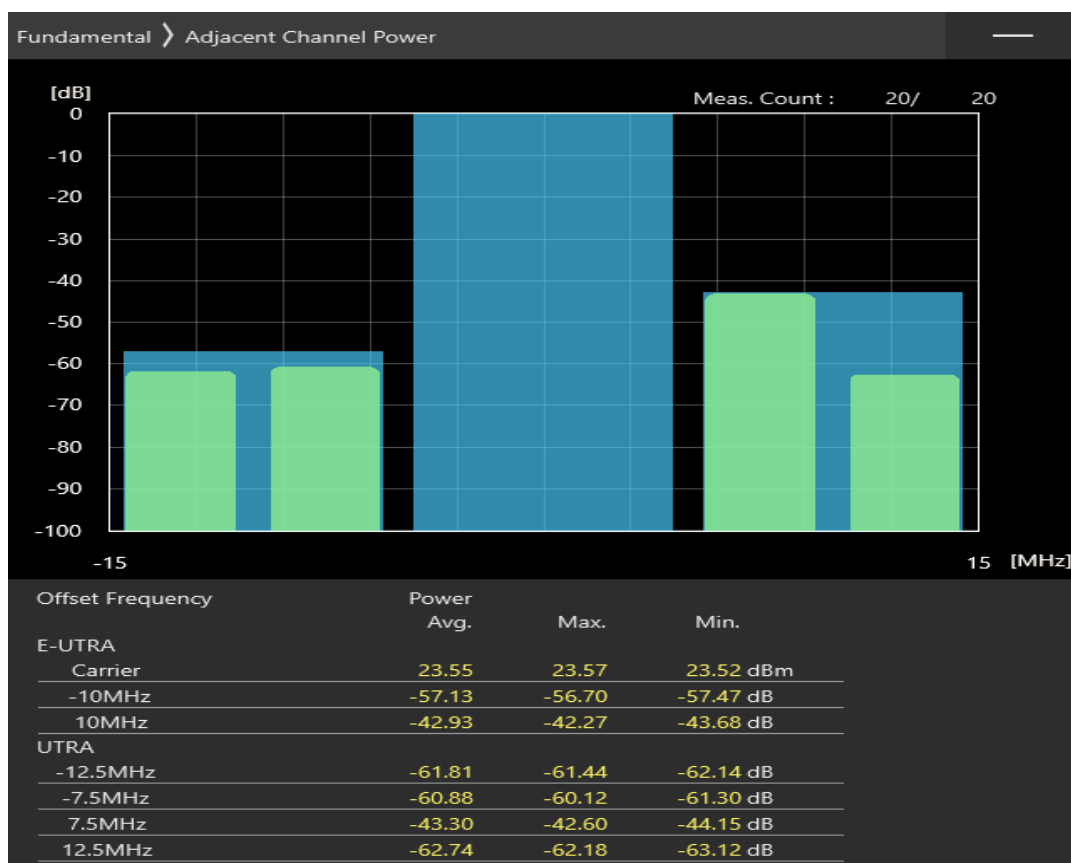 Fundamental ❯ Adjacent Channel Power
[dB]
Meas. Count : 20/ 20
0
-10
-20
-30
-40
-50
-60
-70
-80
-90
-100
-15 15 [MHz]
Offset Frequency Power
Avg. Max. Min.
E-UTRA
Carrier 23.55 23.57 23.52 dBm
-10MHz -57.13 -56.70 -57.47 dB
10MHz -42.93 -42.27 -43.68 dB
UTRA
-12.5MHz -61.81 -61.44 -62.14 dB
-7.5MHz -60.88 -60.12 -61.30 dB
7.5MHz -43.30 -42.60 -44.15 dB
12.5MHz -62.74 -62.18 -63.12 dB